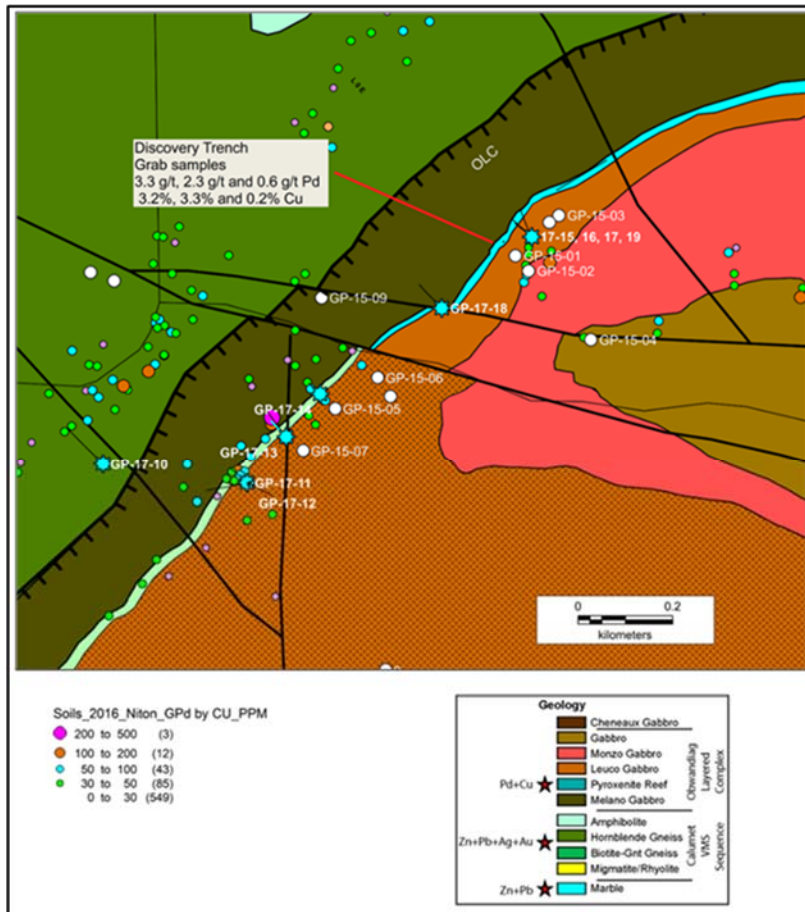 Discovery Trench
Grab samples
3.3 g/t, 2.3 g/t and 0.6 g/t Pd
3.2%, 3.3% and 0.2% Cu
OLC
GP-15-03
17-15, 16, 17, 19
GP-15-01
GP-15-02
GP-15-09
GP-17-18
GP-15-04
GP-15-06
GP-17-14
GP-15-05
GP-17-13
GP-15-07
GP-17-10
GP-17-11
GP-17-12
0 0.2
kilometers
Soils_2016_Niton_GPd by CU_PPM
200 to 500 (3)
100 to 200 (12)
50 to 100 (43)
30 to 50 (85)
0 to 30 (549)
Geology
Cheneaux Gabbro
Gabbro
Monzo Gabbro
Leuco Gabbro
Pd+Cu Pyroxenite Reef
Melano Gabbro
Obwandiag
Layered
Complex
Amphibolite
Zn+Pb+Ag+Au Hornblende Gneiss
Biotite-Gnt Gneiss
Migmatite/Rhyolite
Calumet
VMS
Sequence
Zn+Pb Marble